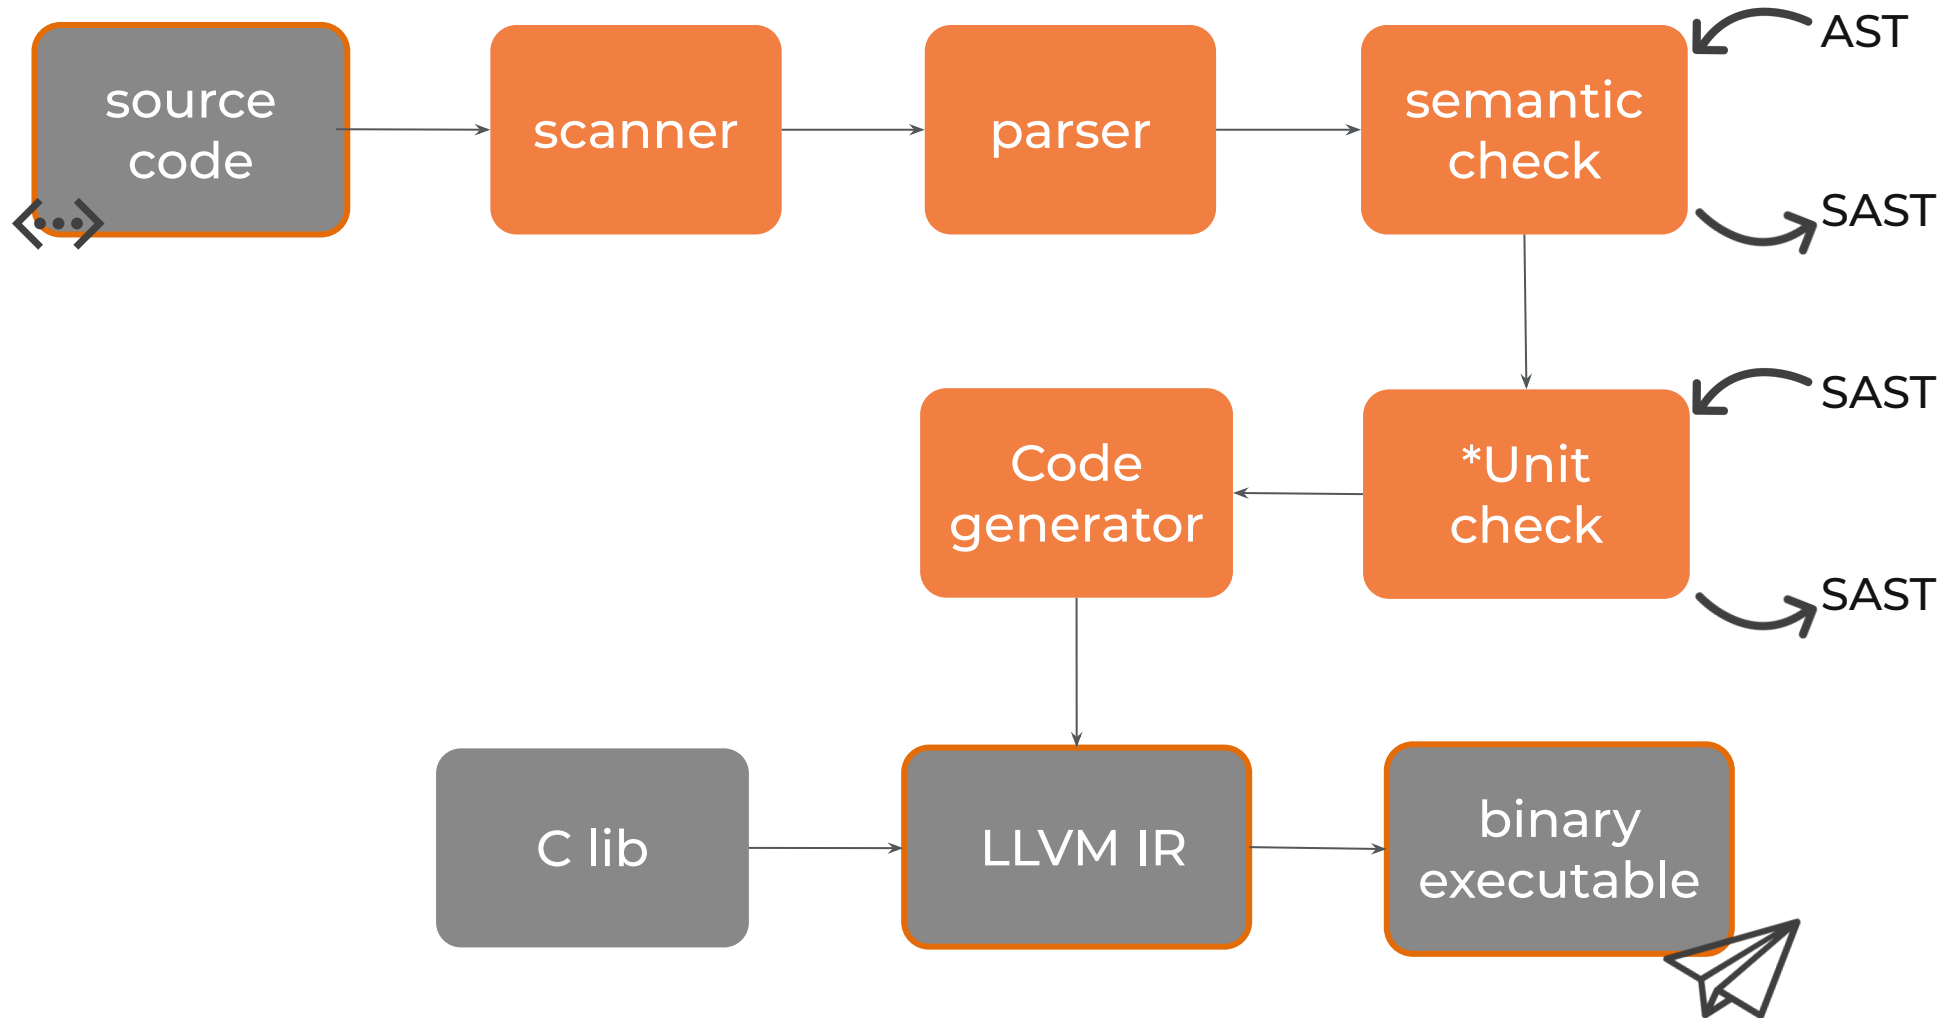 source
code
scanner
parser
semantic
check
AST
SAST
Code
generator
*Unit
check
SAST
SAST
C lib
LLVM IR
binary
executable